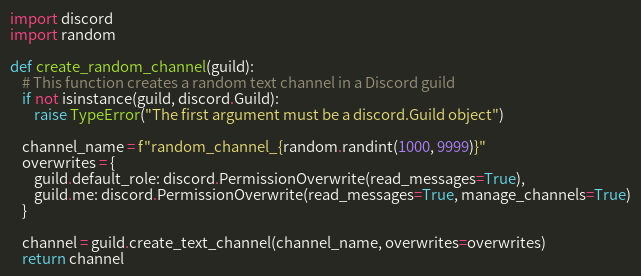 import discord
import random

def create_random_channel(guild):
    # This function creates a random text channel in a Discord guild
    if not isinstance(guild, discord.Guild):
        raise TypeError("The first argument must be a discord.Guild object")

    channel_name = f"random_channel_{random.randint(1000, 9999)}"
    overwrites = {
        guild.default_role: discord.PermissionOverwrite(read_messages=True),
        guild.me: discord.PermissionOverwrite(read_messages=True, manage_channels=True)
    }

    channel = guild.create_text_channel(channel_name, overwrites=overwrites)
    return channel